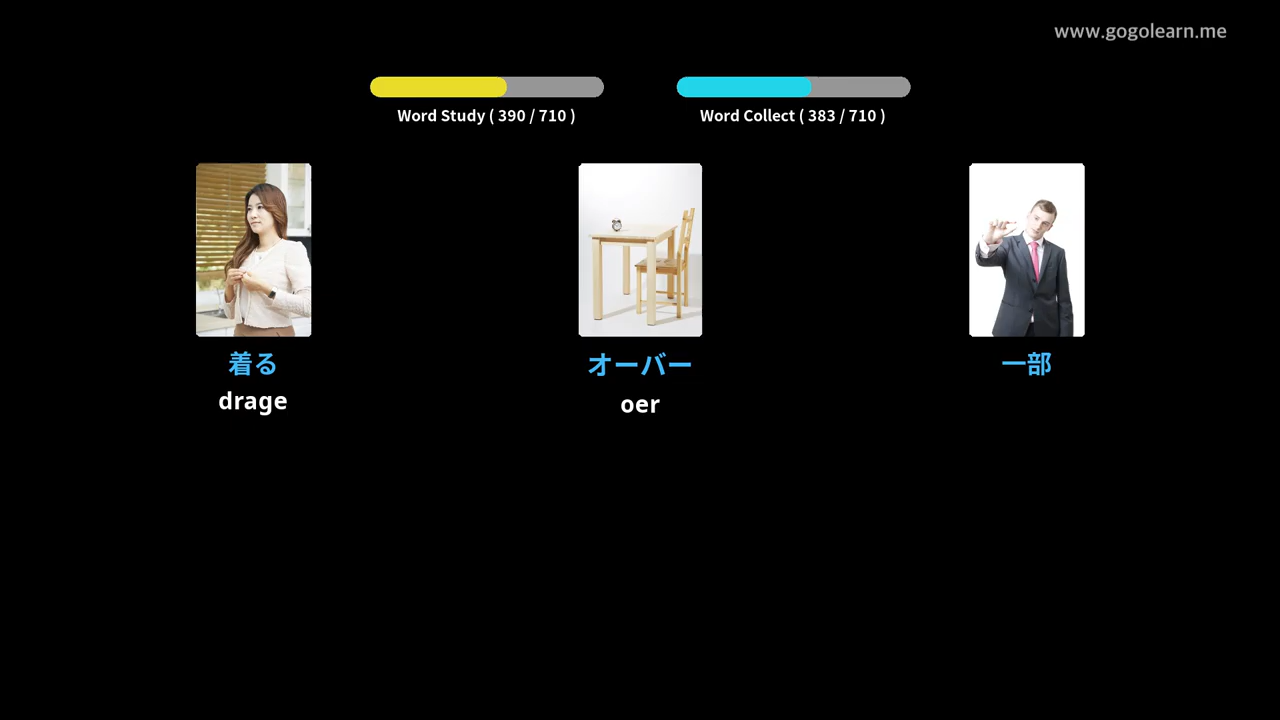 www.gogolearn.me
Word Study ( 390 / 710 )
Word Collect ( 383 / 710 )
着る
drage
オーバー
oer
一部